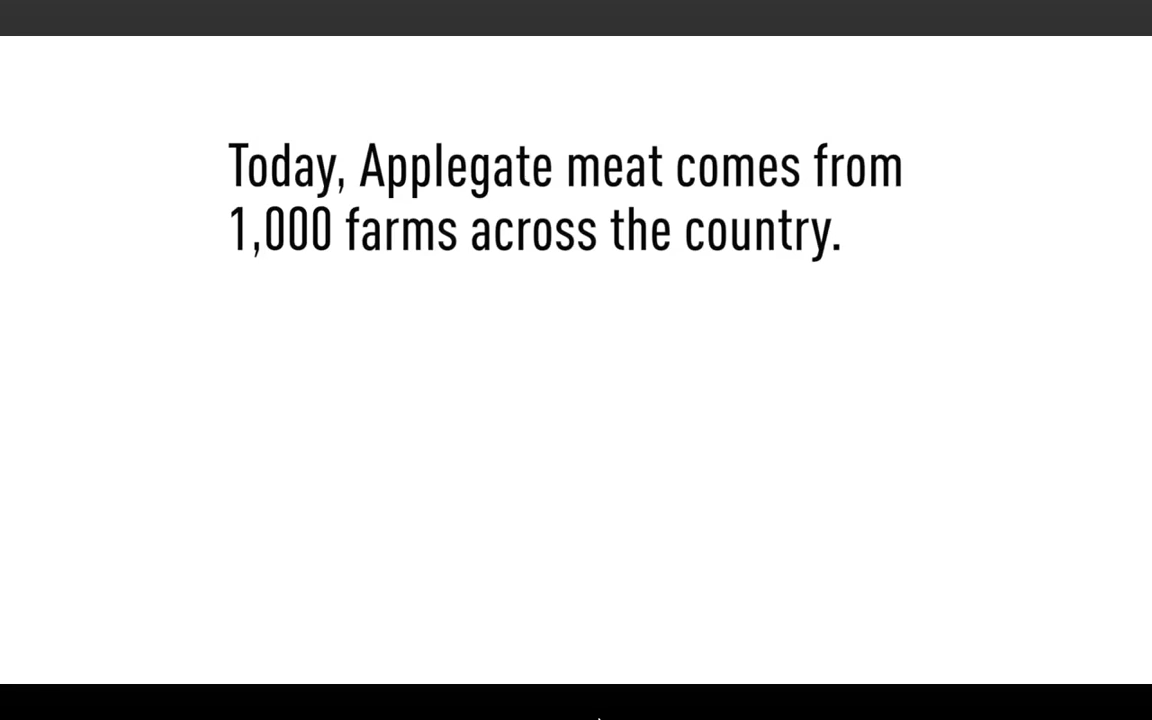 Today, Applegate meat comes from
1,000 farms across the country.